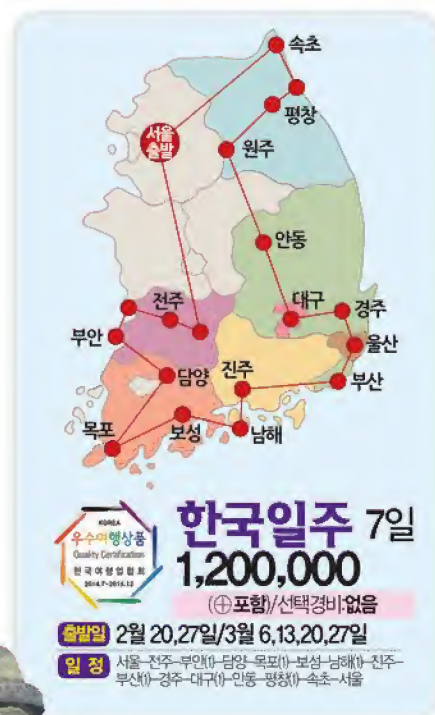 속초
평창
서울
출발
원주
안동
대구
경주
전주
울산
부안
부산
담양
진주
목포
보성
남해
KOREA
우수여행상품
Quality Certification
한국여행업협회
2014.7~2015.12
한국일주 7일
1,200,000
(⊕포함)/선택경비:없음
출발일 2월 20,27일/3월 6,13,20,27일
일정 서울-전주-부안(1)-담양-목포(1)-보성-남해(1)-진주-
부산(1)-경주-대구(1)-안동-평창(1)-속초-서울